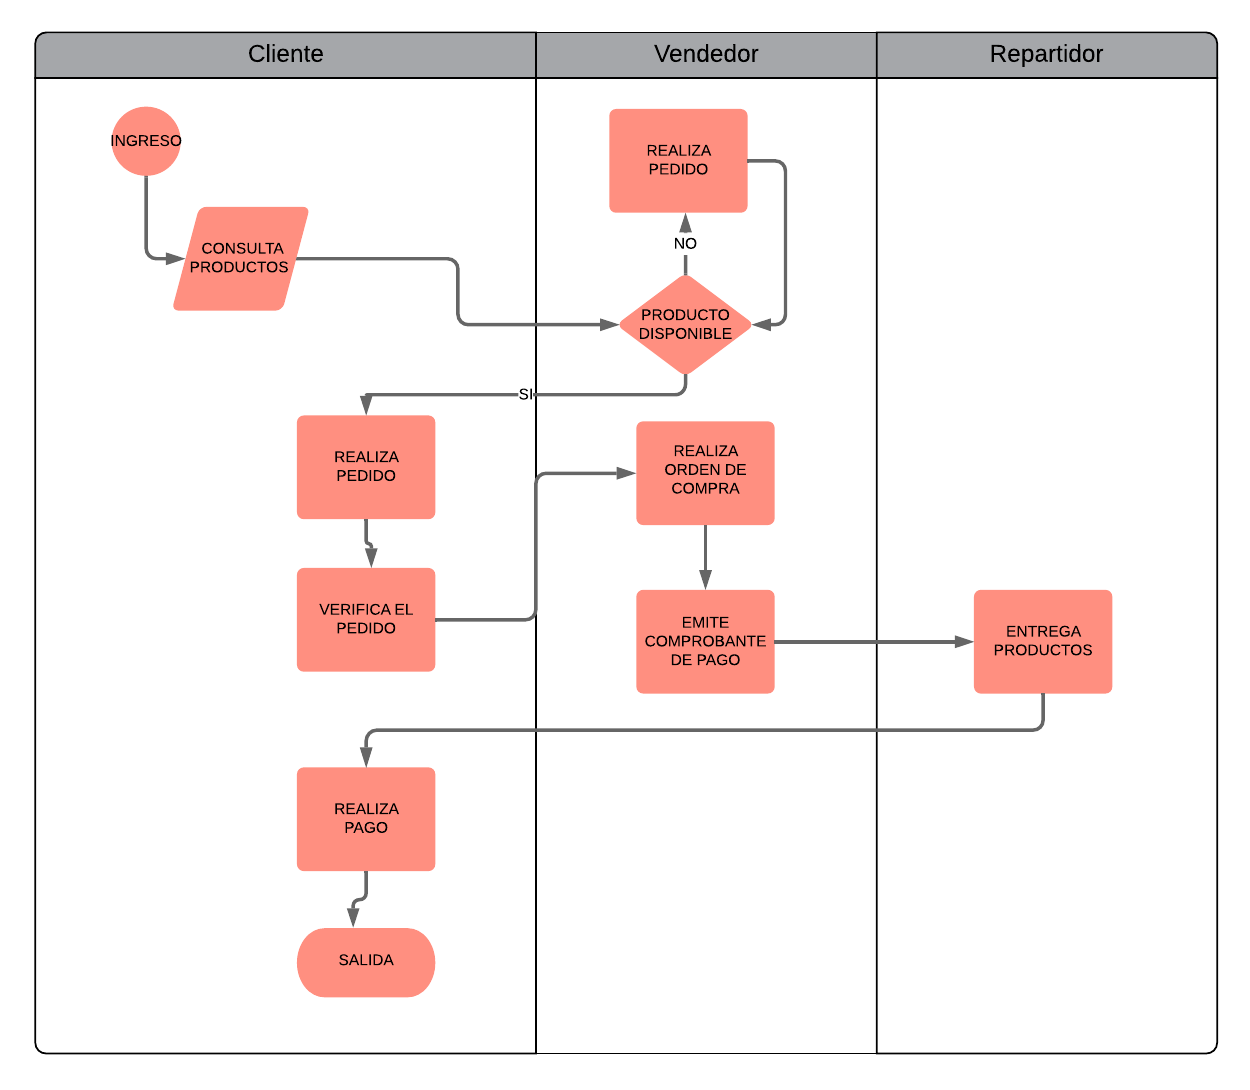 Cliente
Vendedor
Repartidor
INGRESO
REALIZA
PEDIDO
CONSULTA
PRODUCTOS
NO
PRODUCTO
DISPONIBLE
SI
REALIZA
PEDIDO
REALIZA
ORDEN DE
COMPRA
VERIFICA EL
PEDIDO
EMITE
COMPROBANTE
DE PAGO
ENTREGA
PRODUCTOS
REALIZA
PAGO
SALIDA